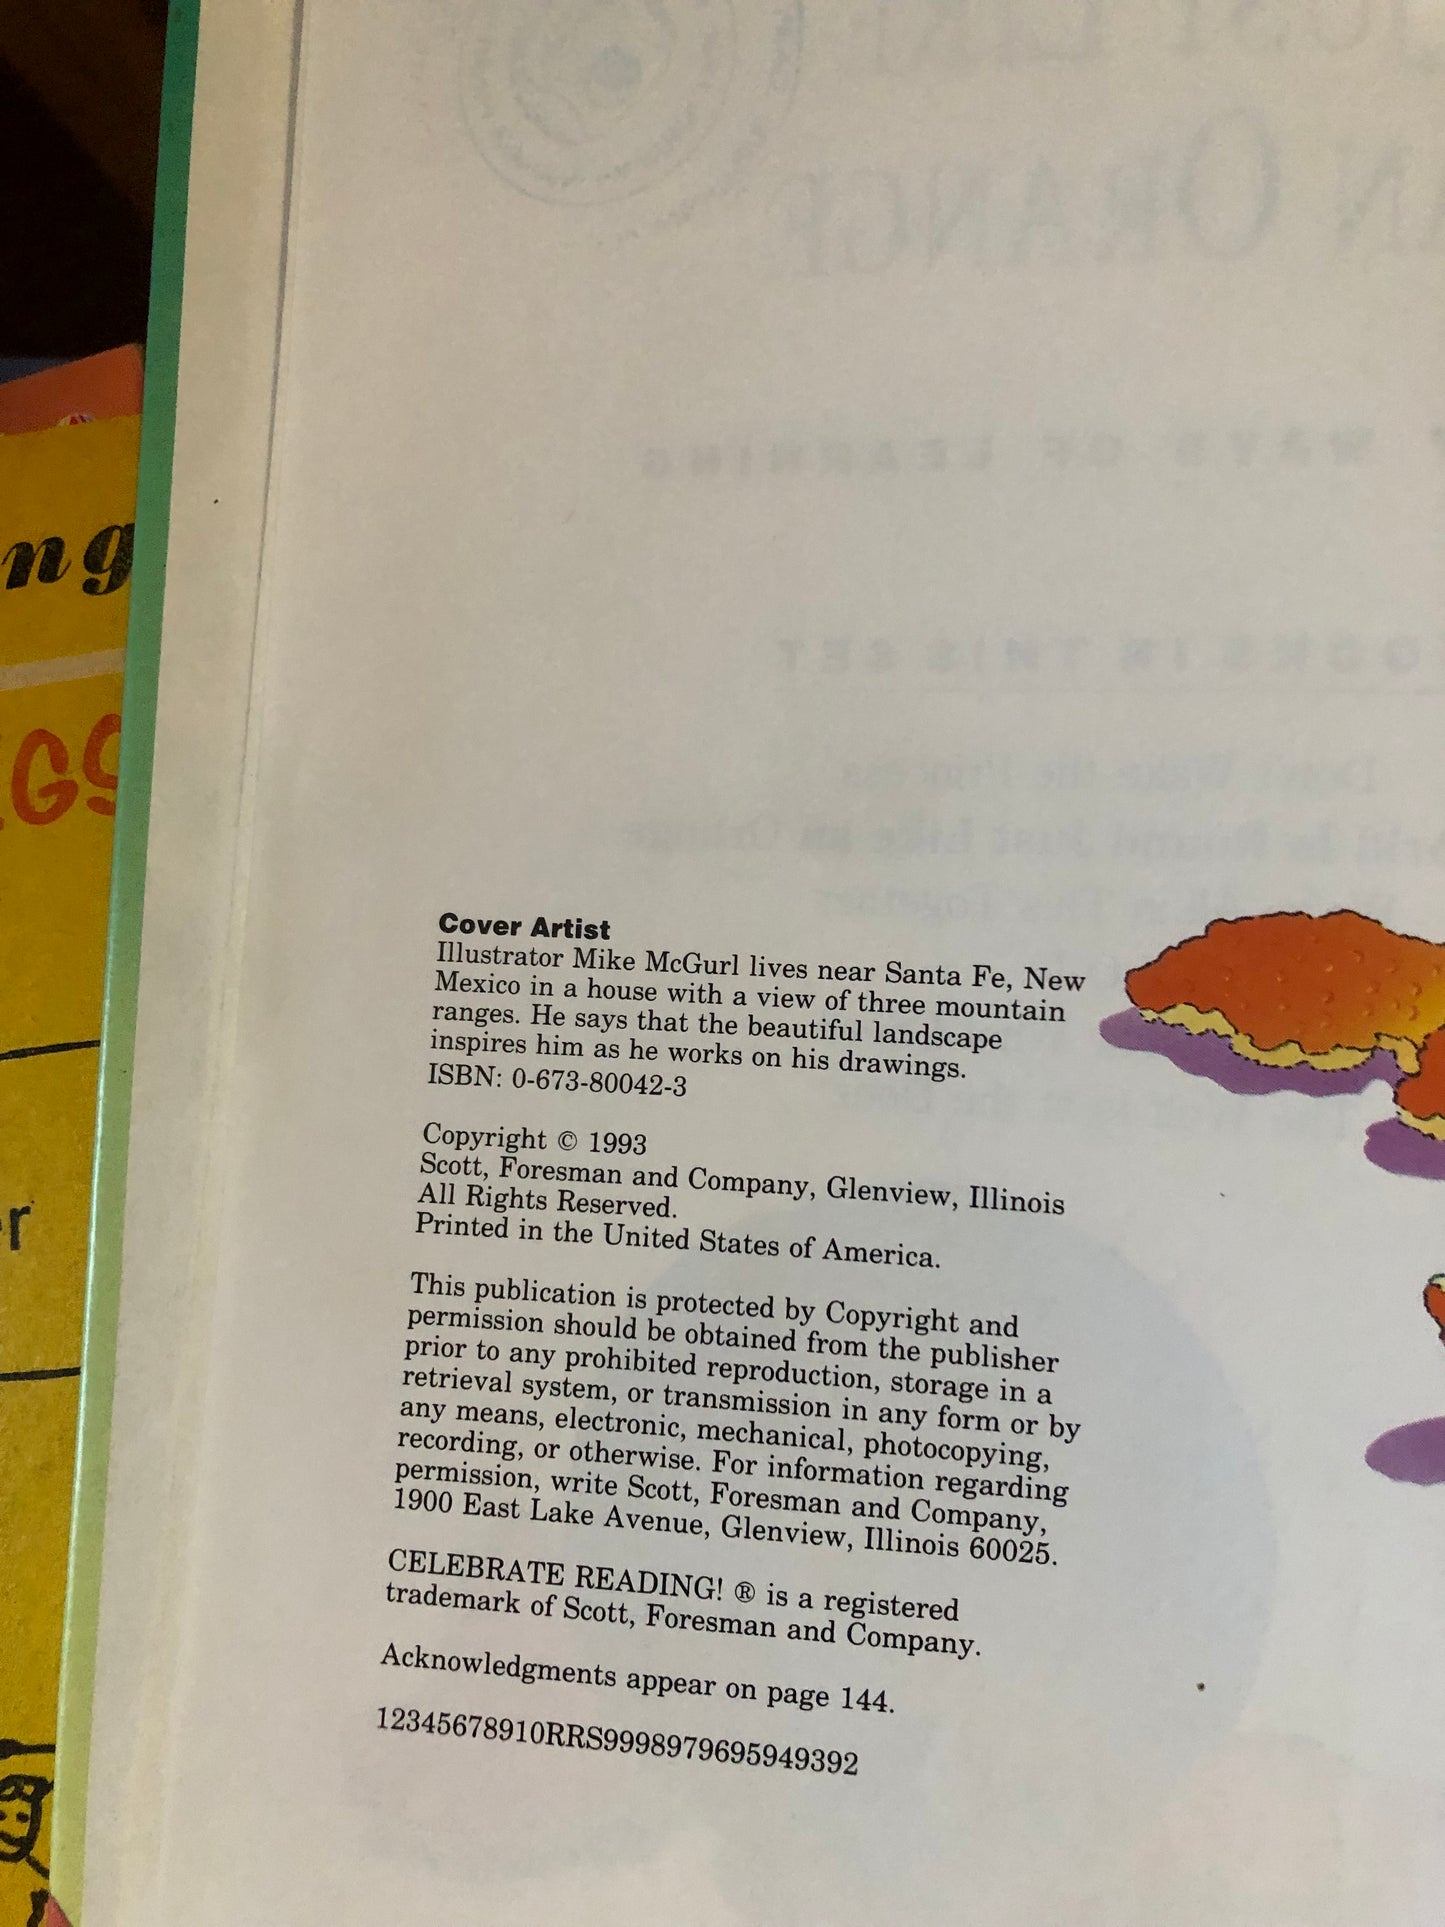 ng
GS
r
Cover Artist
Illustrator Mike McGurl lives near Santa Fe, New
Mexico in a house with a view of three mountain
ranges. He says that the beautiful landscape
inspires him as he works on his drawings.
ISBN: 0-673-80042-3
Copyright © 1993
Scott, Foresman and Company, Glenview, Illinois
All Rights Reserved.
Printed in the United States of America.
This publication is protected by Copyright and
permission should be obtained from the publisher
prior to any prohibited reproduction, storage in a
retrieval system, or transmission in any form or by
any means, electronic, mechanical, photocopying,
recording, or otherwise. For information regarding
permission, write Scott, Foresman and Company,
1900 East Lake Avenue, Glenview, Illinois 60025.
CELEBRATE READING! ® is a registered
trademark of Scott, Foresman and Company.
Acknowledgments appear on page 144.
12345678910RRS9998979695949392